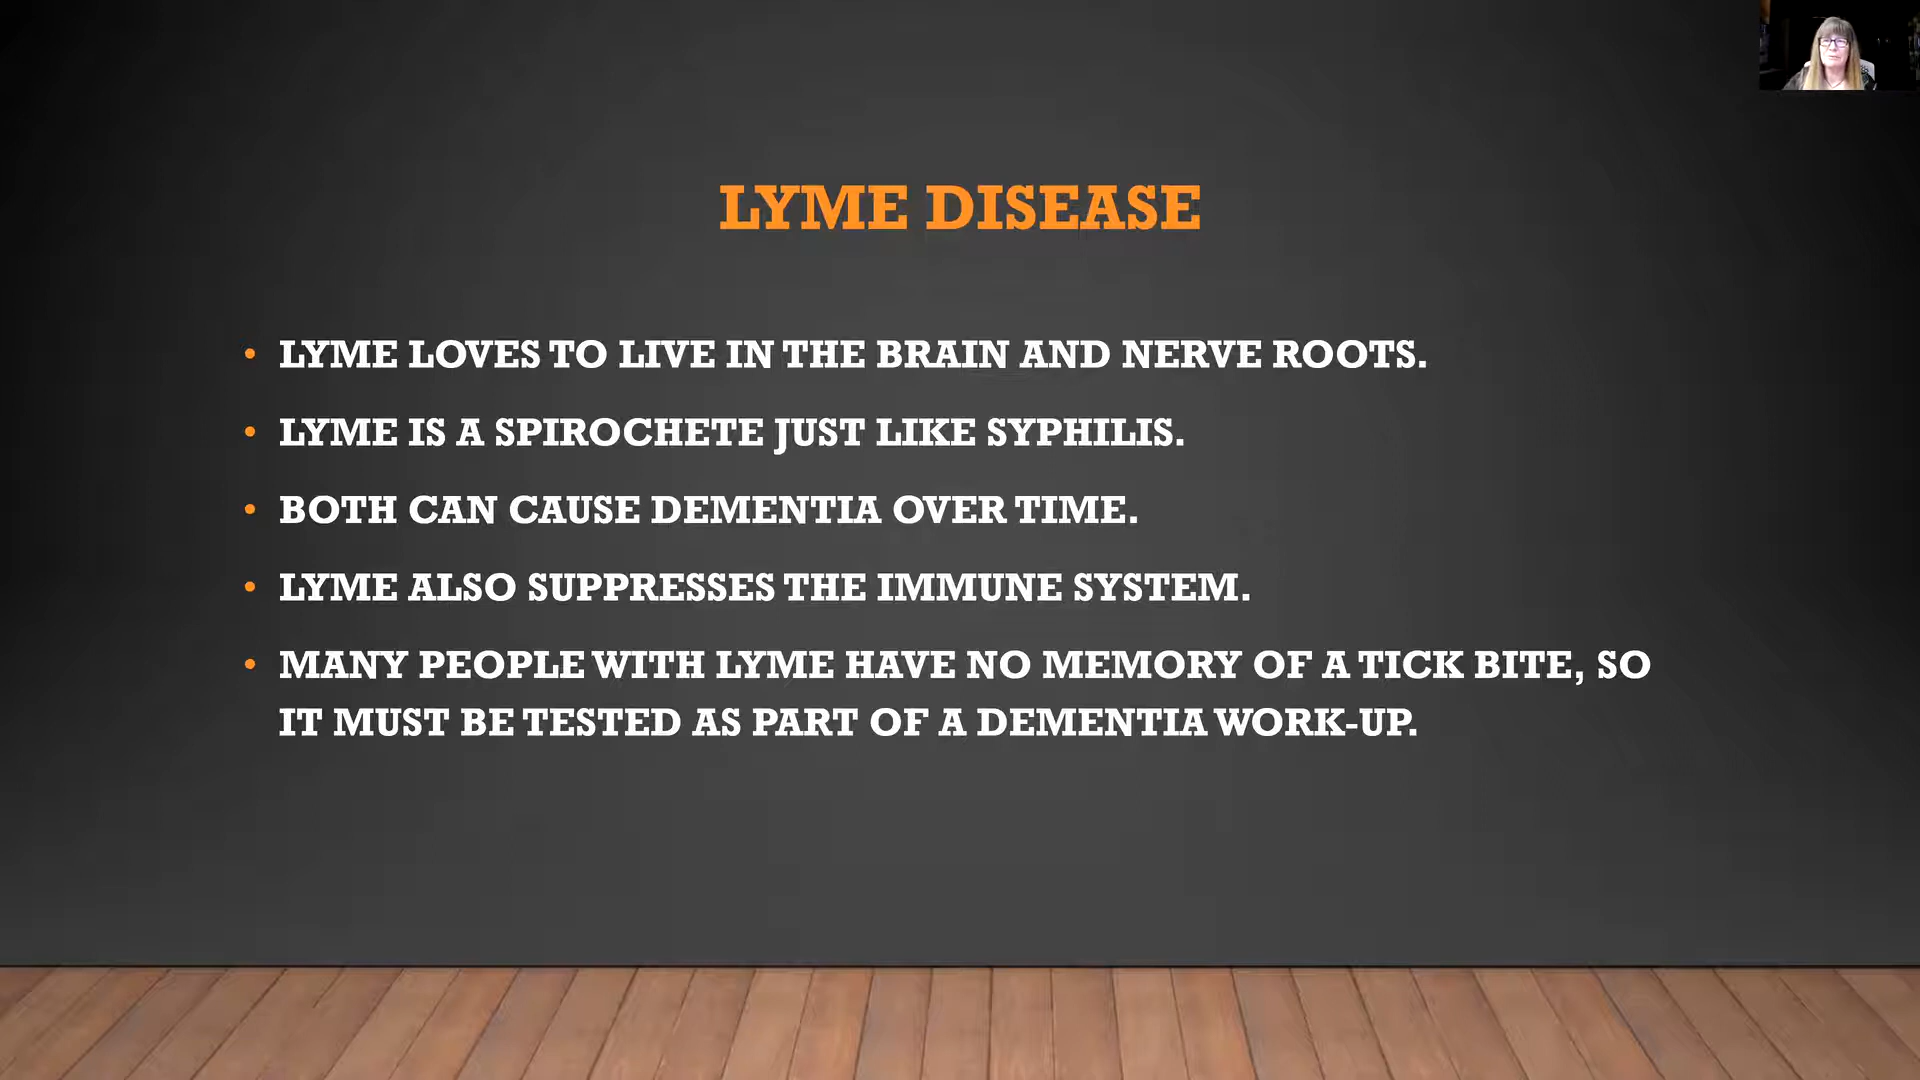 LYME DISEASE
• LYME LOVES TO LIVE IN THE BRAIN AND NERVE ROOTS.
• LYME IS A SPIROCHETE JUST LIKE SYPHILIS.
• BOTH CAN CAUSE DEMENTIA OVER TIME.
• LYME ALSO SUPPRESSES THE IMMUNE SYSTEM.
• MANY PEOPLE WITH LYME HAVE NO MEMORY OF A TICK BITE, SO
IT MUST BE TESTED AS PART OF A DEMENTIA WORK-UP.